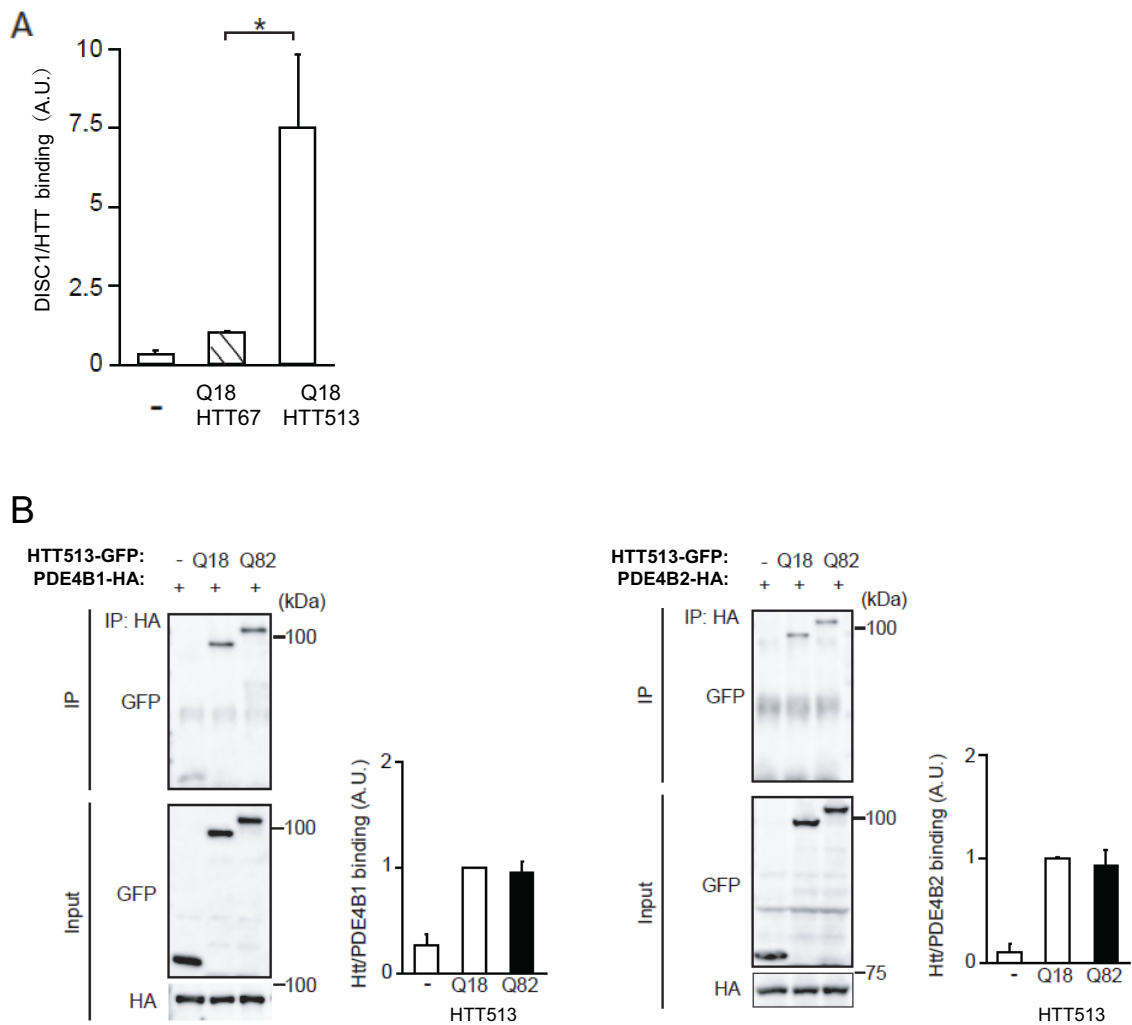 A
*
DISC1/HTT binding (A.U.)
10
7.5
5
2.5
0
-
Q18
HTT67
Q18
HTT513
B
HTT513-GFP: - Q18 Q82
PDE4B1-HA: + + +
(kDa)
IP: HA
100
IP
GFP
100
Input
GFP
100
HA
Htt/PDE4B1 binding (A.U.)
2
1
0
- Q18 Q82
HTT513
HTT513-GFP: - Q18 Q82
PDE4B2-HA: + + +
(kDa)
IP: HA
100
IP
GFP
100
Input
GFP
75
HA
Htt/PDE4B2 binding (A.U.)
2
1
0
- Q18 Q82
HTT513